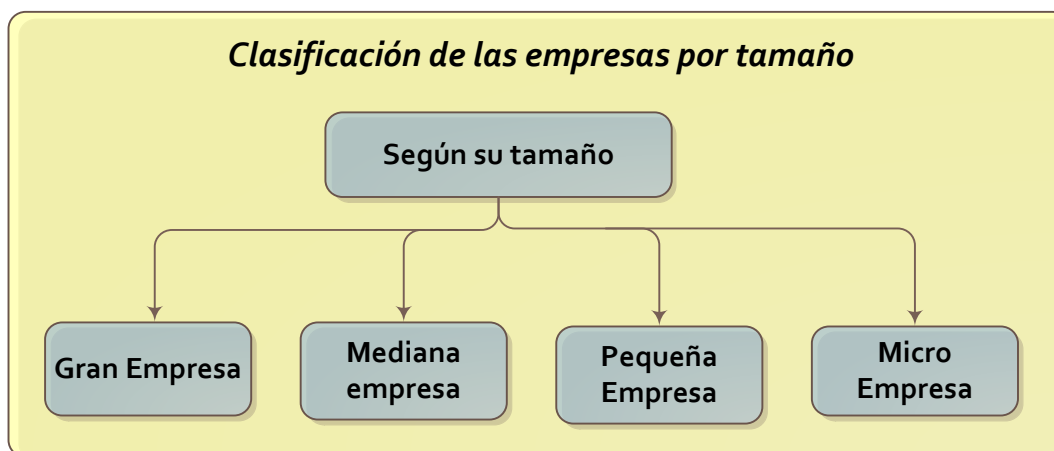 Clasificación de las empresas por tamaño
Según su tamaño
Gran Empresa
Mediana
empresa
Pequeña
Empresa
Micro
Empresa